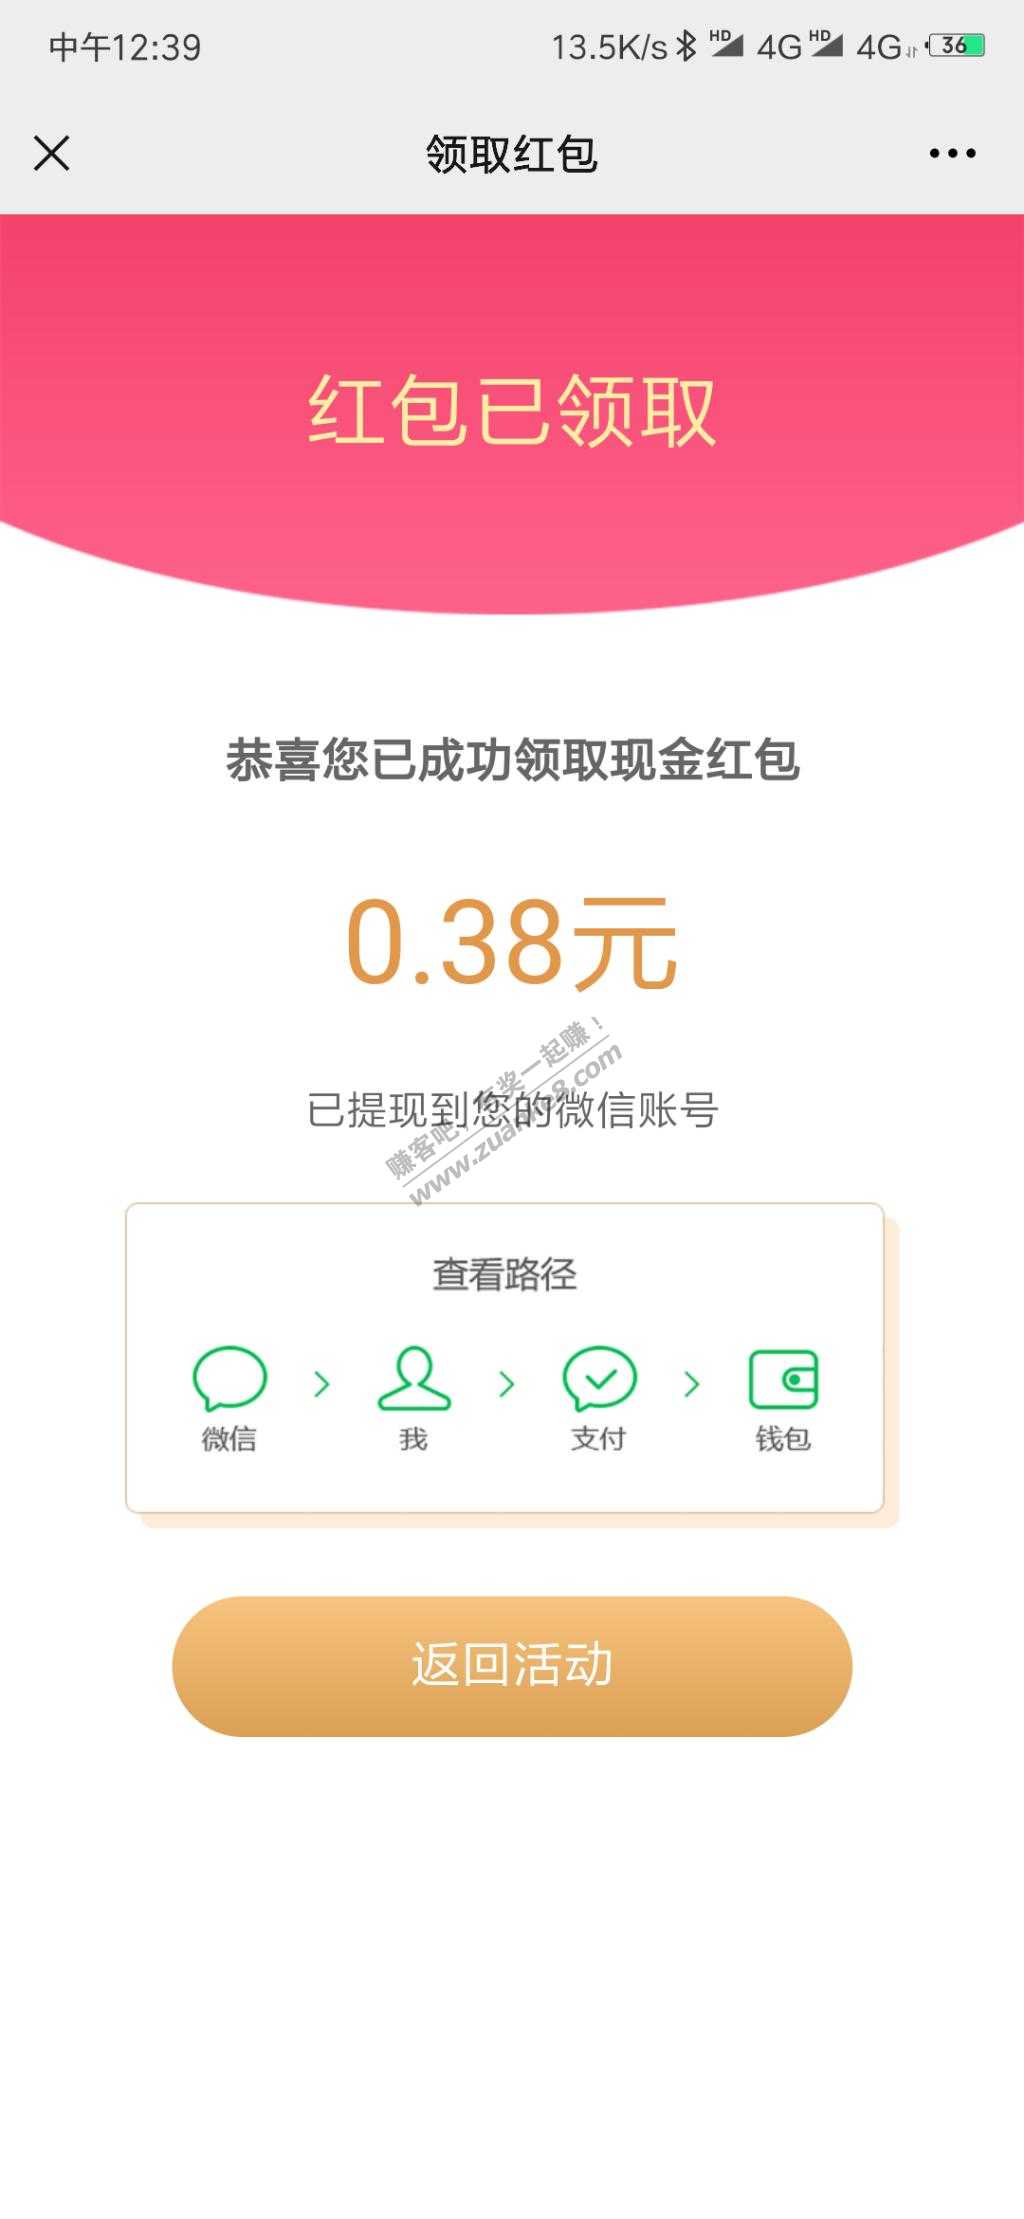 中午12:39
13.5K/s HD 4G HD 4G 36
领取红包
红包已领取
恭喜您已成功领取现金红包
0.38元
已提现到您的微信账号
赚客吧，有奖一起赚！
www.zuanke8.com
查看路径
微信 > 我 > 支付 > 钱包
返回活动